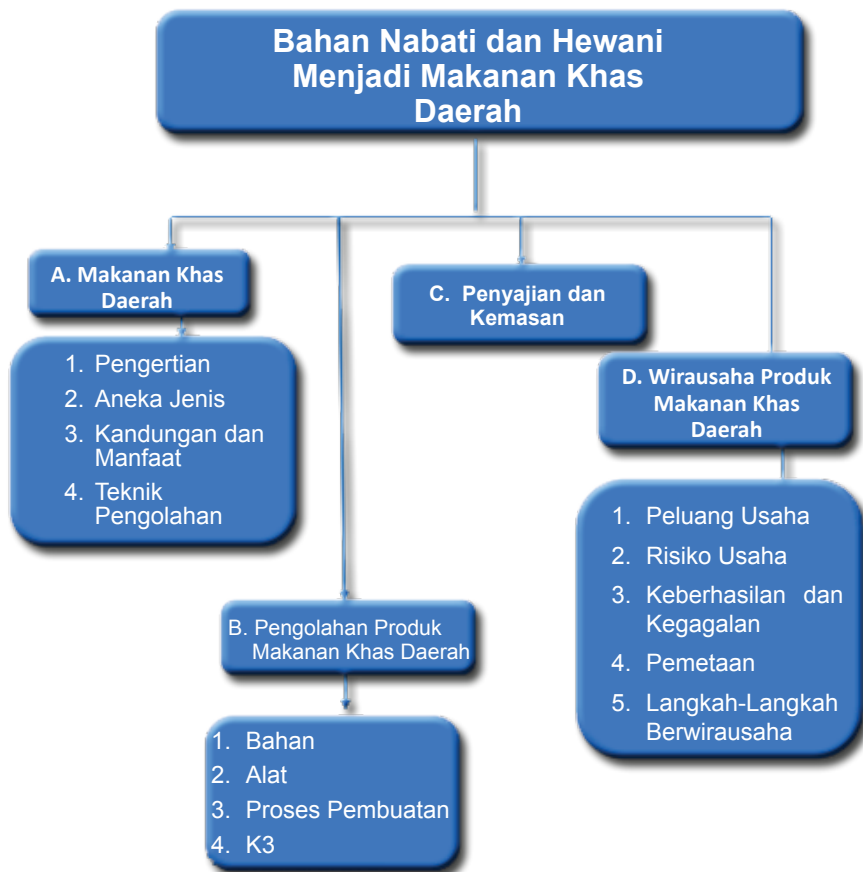 Bahan Nabati dan Hewani
Menjadi Makanan Khas
Daerah
A. Makanan Khas
Daerah
1. Pengertian
2. Aneka Jenis
3. Kandungan dan
Manfaat
4. Teknik
Pengolahan
B. Pengolahan Produk
Makanan Khas Daerah
1. Bahan
2. Alat
3. Proses Pembuatan
4. K3
C. Penyajian dan
Kemasan
D. Wirausaha Produk
Makanan Khas
Daerah
1. Peluang Usaha
2. Risiko Usaha
3. Keberhasilan dan
Kegagalan
4. Pemetaan
5. Langkah-Langkah
Berwirausaha